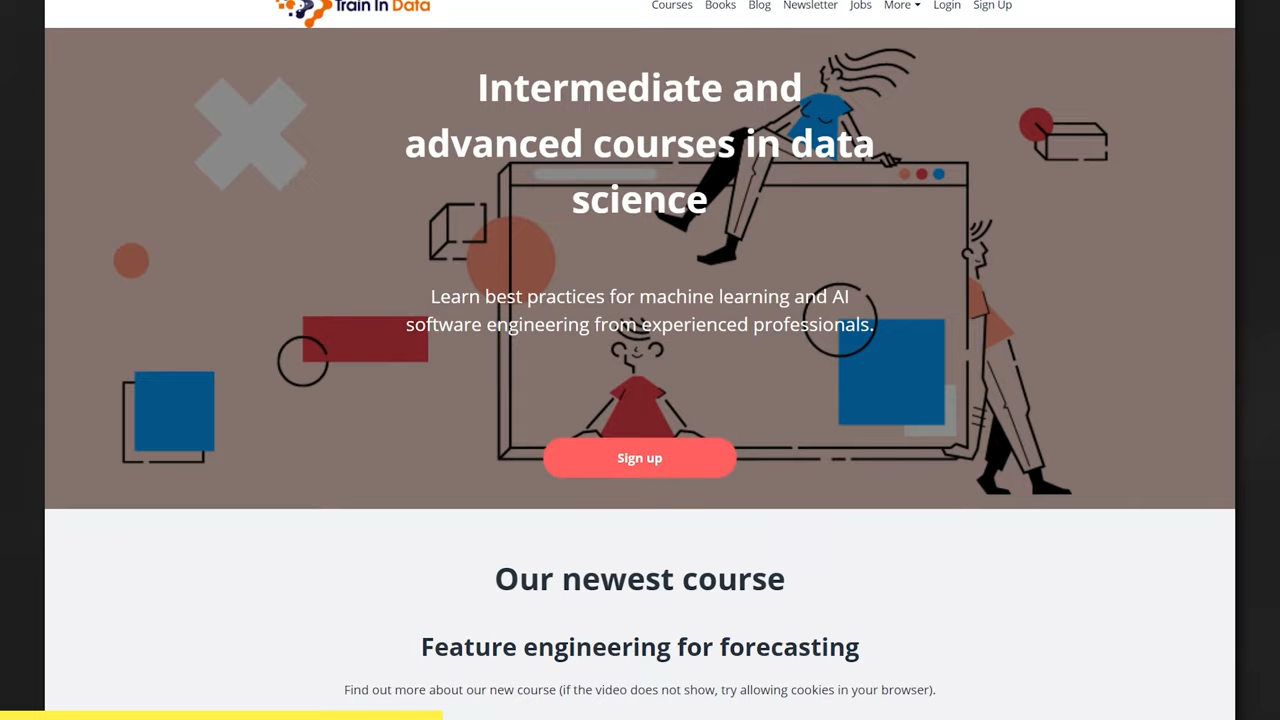 Train In Data
Courses Books Blog Newsletter Jobs More Login Sign Up
Intermediate and
advanced courses in data
science
Learn best practices for machine learning and AI
software engineering from experienced professionals.
Sign up
Our newest course
Feature engineering for forecasting
Find out more about our new course (if the video does not show, try allowing cookies in your browser).